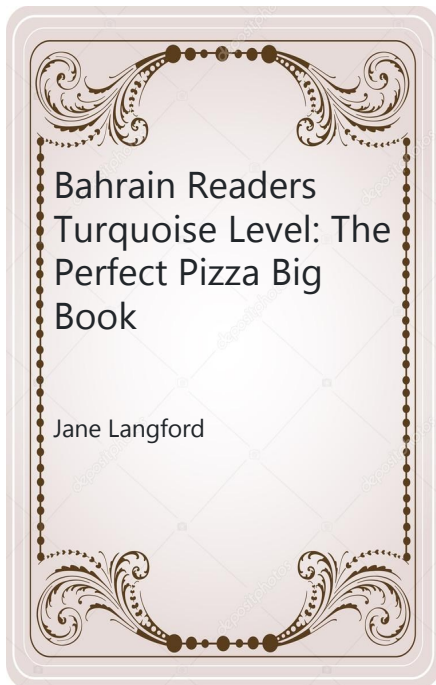 Bahrain Readers
Turquoise Level: The
Perfect Pizza Big
Book
Jane Langford